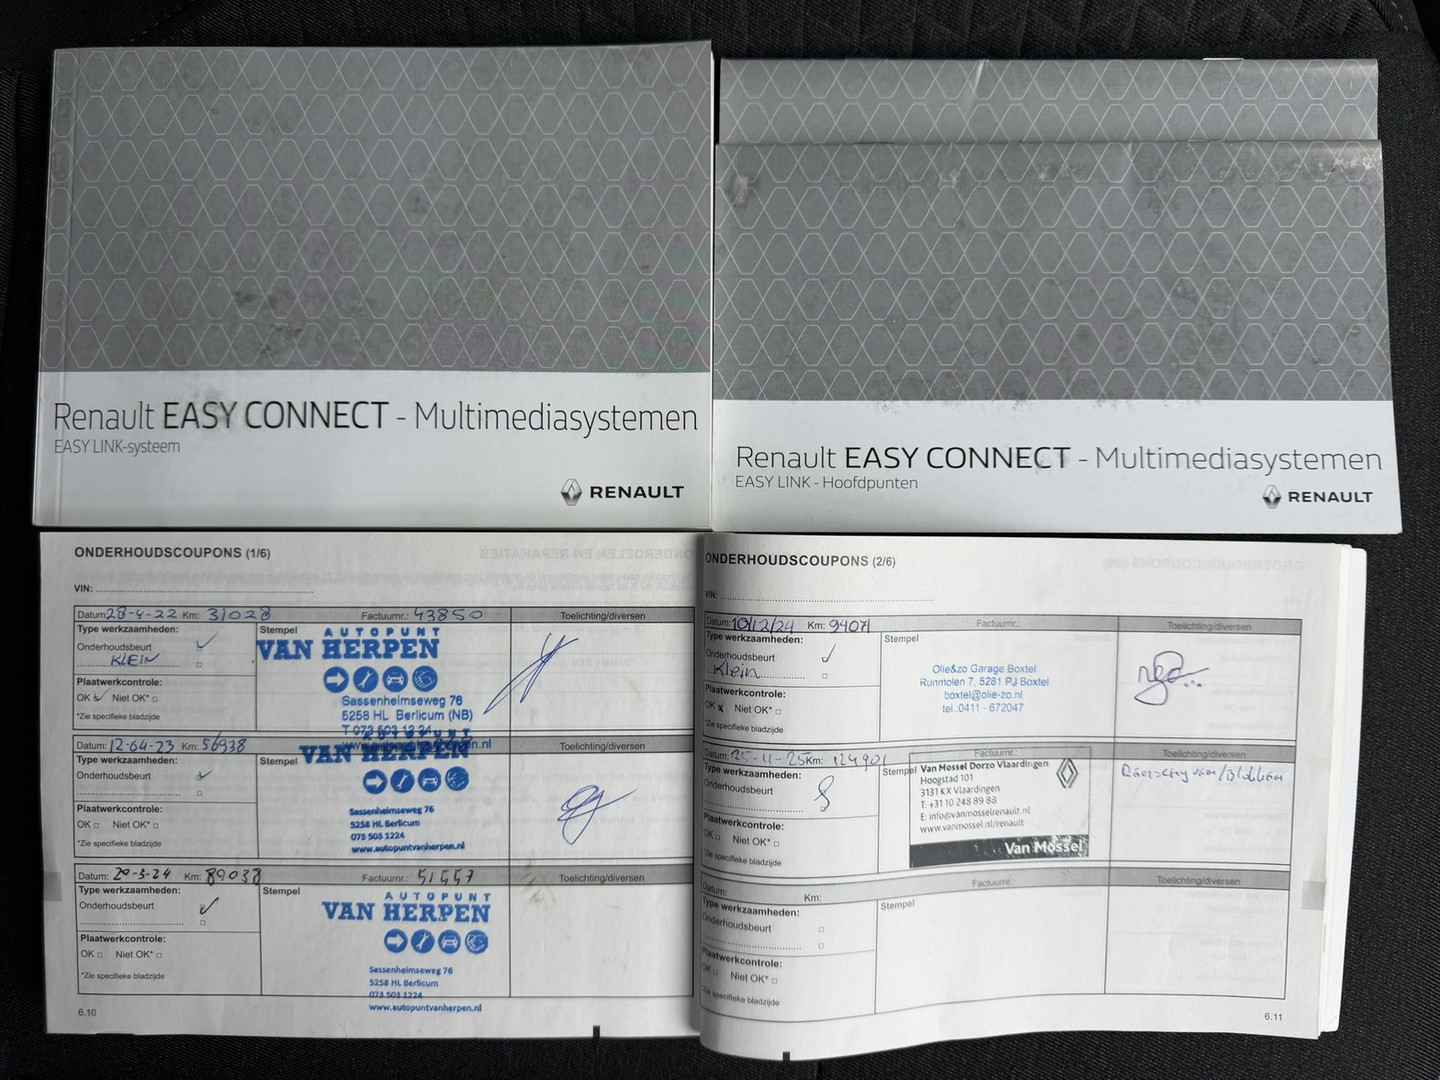 Renault EASY CONNECT - Multimediasystemen
EASY LINK-systeem
RENAULT
Renault EASY CONNECT - Multimediasystemen
EASY LINK - Hoofdpunten
RENAULT
ONDERHOUDSCOUPONS (1/6)
VIN:
Datum: 28-4-22 Km: 31028 Factuurnr.: 43850 Toelichting/diversen
Type werkzaamheden:
Onderhoudsbeurt
KLEIN
Plaatwerkcontrole:
OK Niet OK*
*Zie specifieke bladzijde
Stempel
AUTOPUNT
VAN HERPEN
Sassenheimseweg 76
5258 HL Berlicum (NB)
Datum: 12-04-23 Km: 56938 Toelichting/diversen
Type werkzaamheden:
Onderhoudsbeurt
Plaatwerkcontrole:
OK Niet OK*
*Zie specifieke bladzijde
Stempel
VAN HERPEN
Sassenheimseweg 76
5258 HL Berlicum
073 503 1224
www.autopuntvanherpen.nl
Datum: 20-3-24 Km: 89038 Factuurnr.: 51557 Toelichting/diversen
Type werkzaamheden:
Onderhoudsbeurt
Plaatwerkcontrole:
OK Niet OK*
*Zie specifieke bladzijde
Stempel
AUTOPUNT
VAN HERPEN
Sassenheimseweg 76
5258 HL Berlicum
073 503 1224
www.autopuntvanherpen.nl
6.10
ONDERHOUDSCOUPONS (2/6)
VIN:
Datum: 10/12/24 Km: 94071 Factuurnr.: Toelichting/diversen
Type werkzaamheden:
Onderhoudsbeurt
Klein
Plaatwerkcontrole:
OK Niet OK*
*Zie specifieke bladzijde
Stempel
Olie&zo Garage Boxtel
Runmolen 7, 5281 PJ Boxtel
boxtel@olie-zo.nl
tel.:0411 - 672047
Datum: 25-11-25 Km: 124901 Factuurnr.: Toelichting/diversen
Type werkzaamheden:
Onderhoudsbeurt
Plaatwerkcontrole:
OK Niet OK*
*Zie specifieke bladzijde
Stempel
Van Mossel Dorzo Vlaardingen
Hoogstad 101
3131 KX Vlaardingen
T: +31 10 248 89 88
E: info@vanmosselrenault.nl
www.vanmossel.nl/renault
Van Mossel
Datum: Km: Factuurnr.: Toelichting/diversen
Type werkzaamheden:
Onderhoudsbeurt
Plaatwerkcontrole:
OK Niet OK*
*Zie specifieke bladzijde
Stempel
6.11